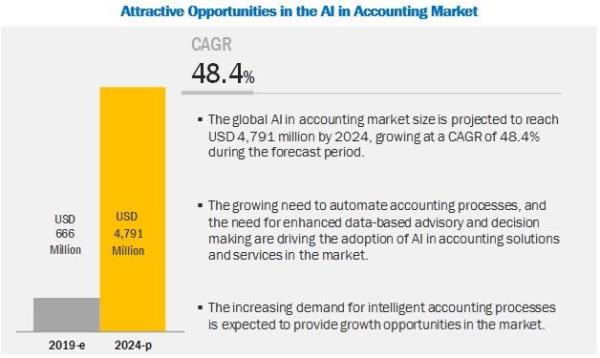 Attractive Opportunities in the AI in Accounting Market
CAGR
48.4%
▪ The global AI in accounting market size is projected to reach
USD 4,791 million by 2024, growing at a CAGR of 48.4%
during the forecast period.
▪ The growing need to automate accounting processes, and
the need for enhanced data-based advisory and decision
making are driving the adoption of AI in accounting solutions
and services in the market.
▪ The increasing demand for intelligent accounting processes
is expected to provide growth opportunities in the market.
USD
666
Million
USD
4,791
Million
2019-e
2024-p